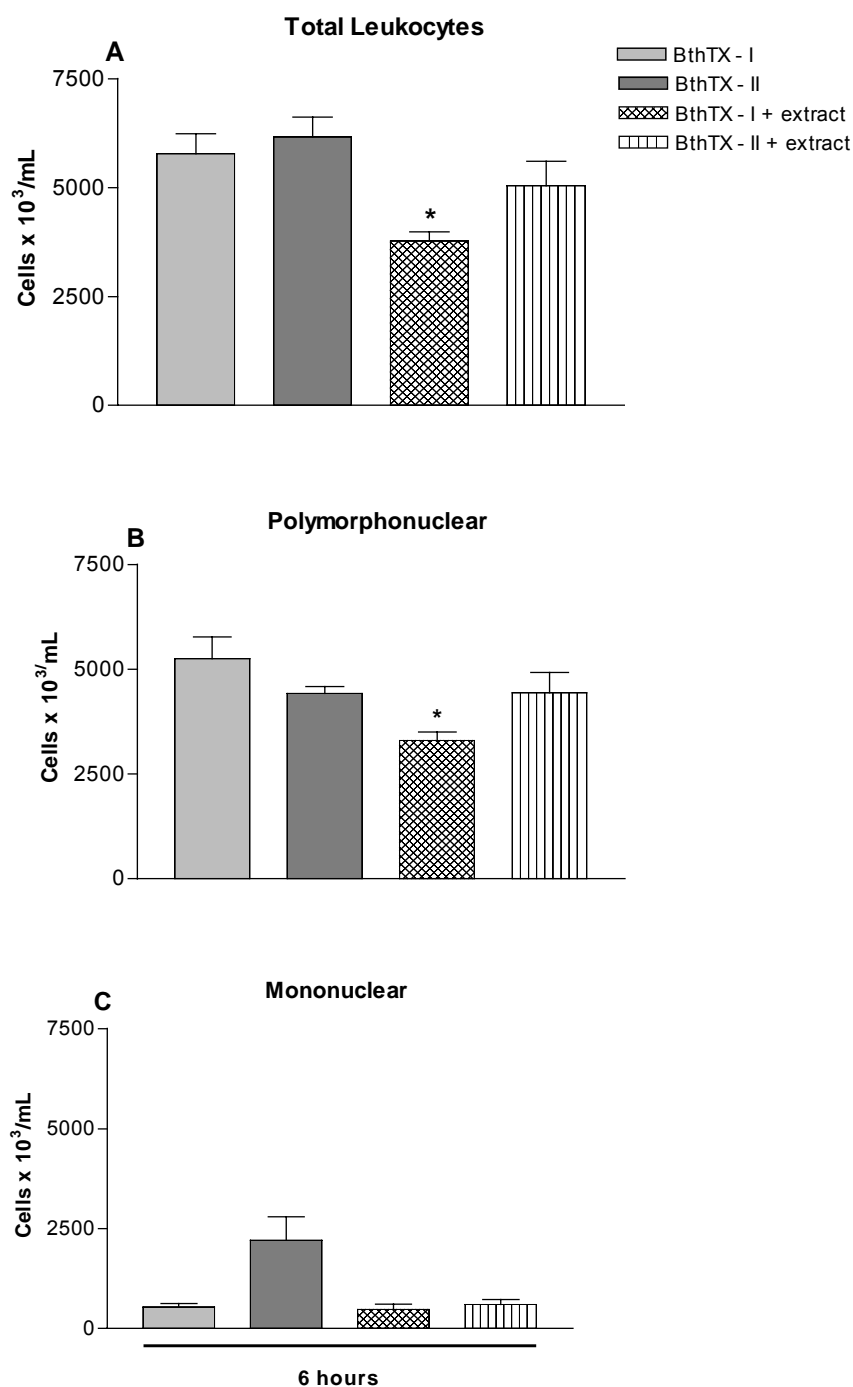 Total Leukocytes
A
BthTX - I
BthTX - II
BthTX - I + extract
BthTX - II + extract
7500
5000
2500
0
Cells x 10³/mL
*
Polymorphonuclear
B
7500
5000
2500
0
Cells x 10³/mL
*
Mononuclear
C
7500
5000
2500
0
Cells x 10³/mL
6 hours